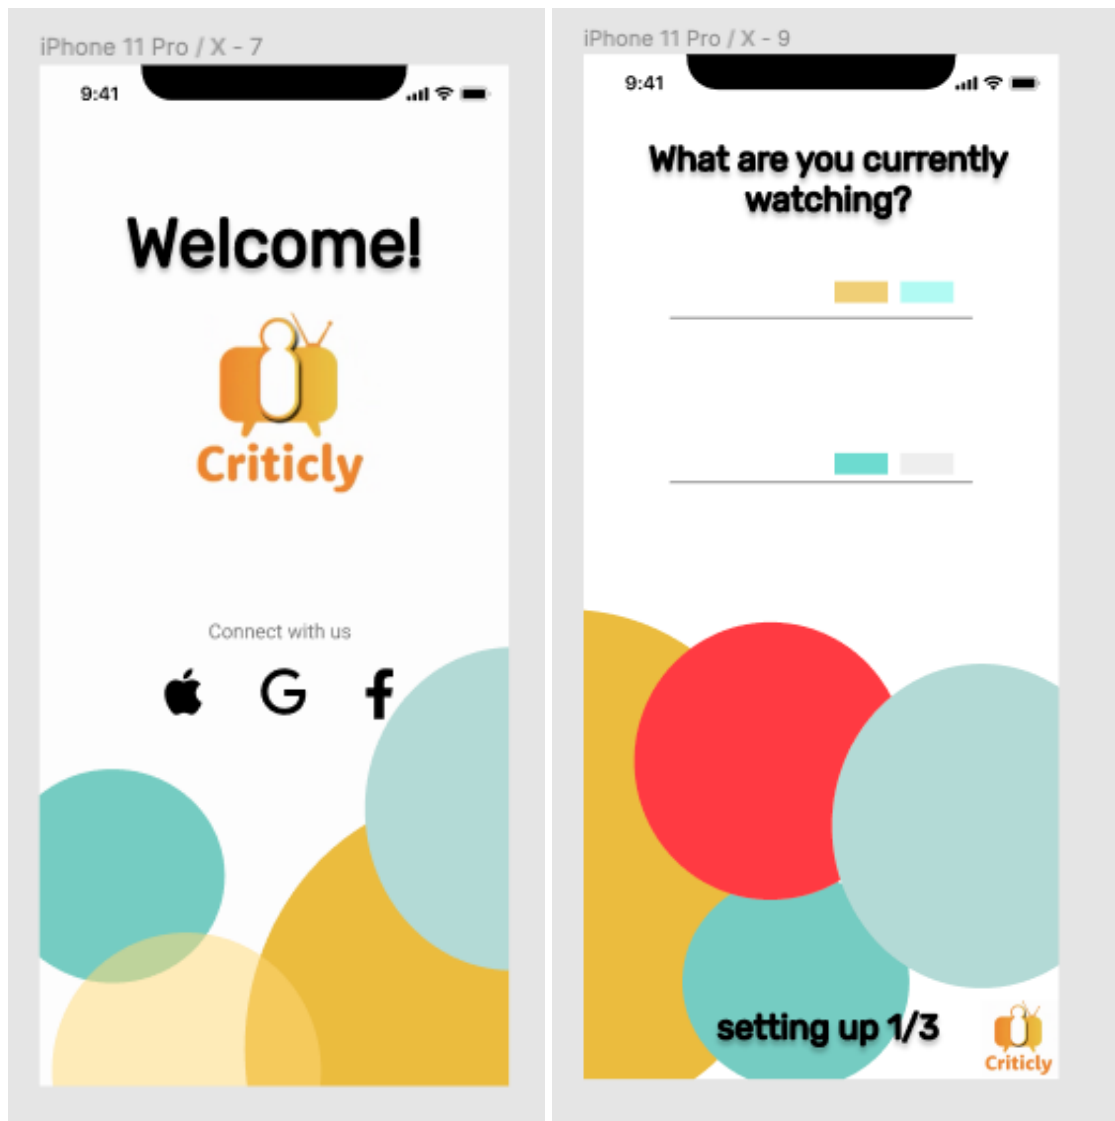 iPhone 11 Pro / X - 7
9:41
Welcome!
Criticly
Connect with us
iPhone 11 Pro / X - 9
9:41
What are you currently
watching?
setting up 1/3
Criticly